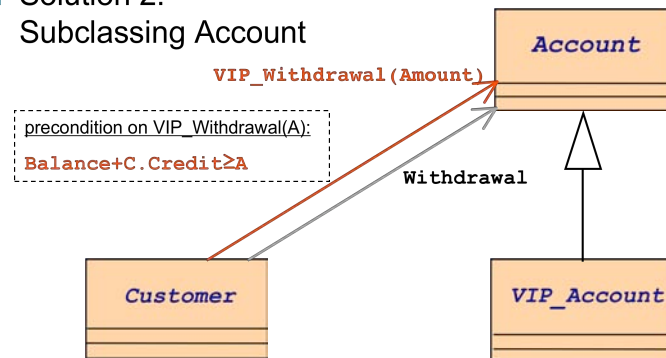 Solution 2:
Subclassing Account
Account
VIP_Withdrawal(Amount)
precondition on VIP_Withdrawal(A):
Balance+C.Credit≥A
Withdrawal
Customer
VIP_Account